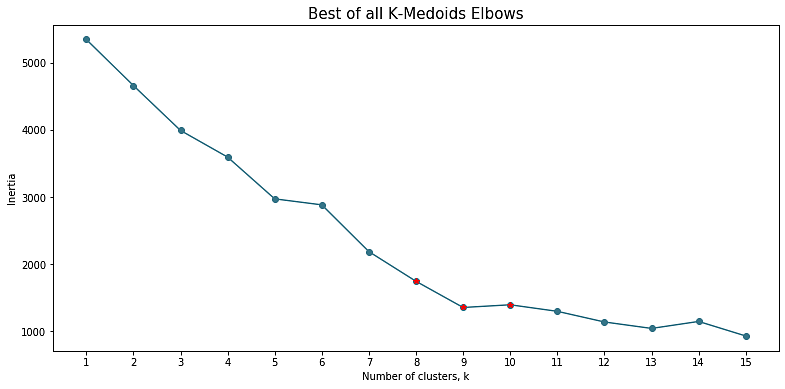 Best of all K-Medoids Elbows
Inertia
5000
4000
3000
2000
1000
1 2 3 4 5 6 7 8 9 10 11 12 13 14 15
Number of clusters, k